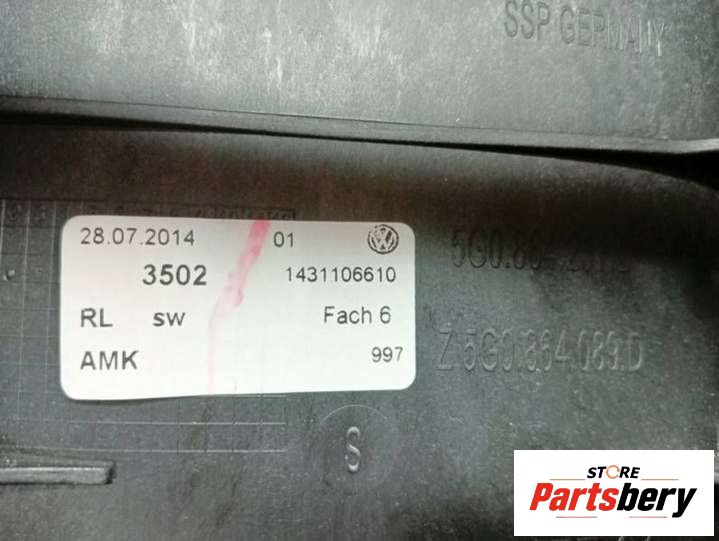 SSP GERMANY
28.07.2014 01
3502 1431106610
RL sw Fach 6
AMK 997
Z 5G0.864.089.D
S
STORE
Partsbery